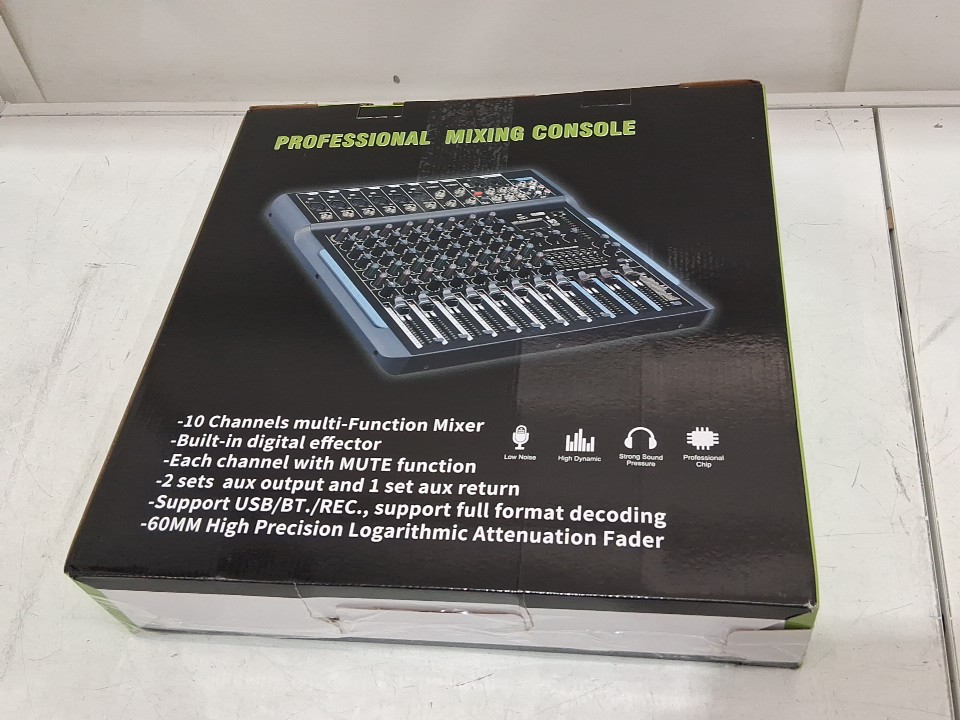 PROFESSIONAL MIXING CONSOLE
-10 Channels multi-Function Mixer
-Built-in digital effector
-Each channel with MUTE function
-2 sets aux output and 1 set aux return
-Support USB/BT./REC., support full format decoding
-60MM High Precision Logarithmic Attenuation Fader
Low Noise
High Dynamic
Strong Sound
Pressure
Professional
Chip